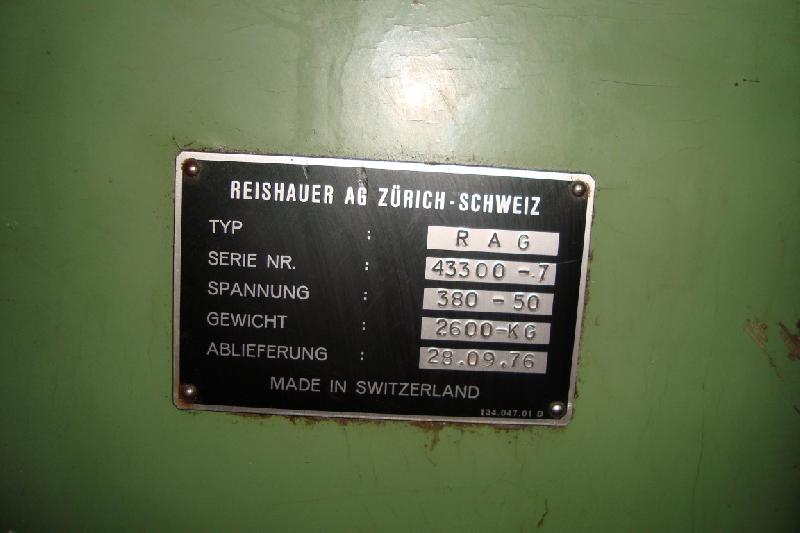 REISHAUER AG ZÜRICH-SCHWEIZ
TYP : RAG
SERIE NR. : 43300-.7
SPANNUNG : 380-50
GEWICHT : 2600-KG
ABLIEFERUNG : 28.09.76
MADE IN SWITZERLAND
134.047.01 D